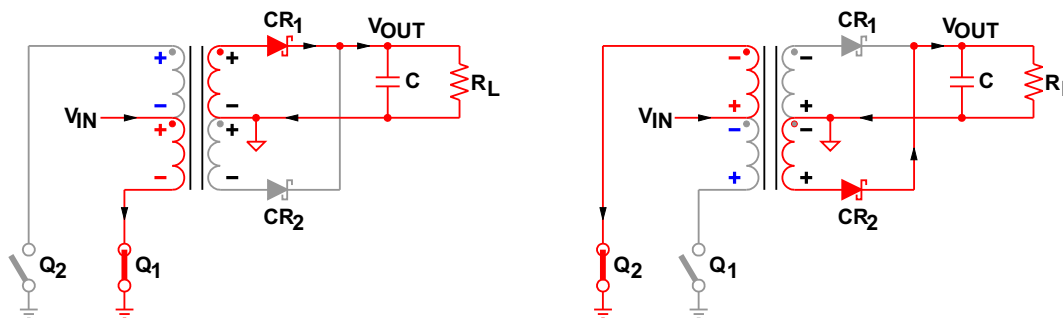 CR1
VOUT
+
+
C
RL
–
–
VIN
+
+
–
–
CR2
Q2
Q1
CR1
VOUT
–
–
C
R
+
+
VIN
–
–
+
+
CR2
Q2
Q1